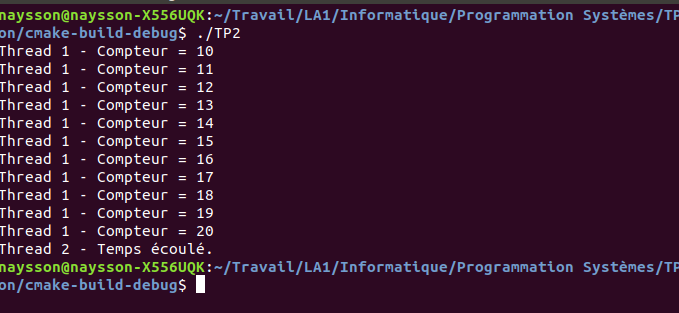 naysson@naysson-X556UQK:~/Travail/LA1/Informatique/Programmation Systèmes/TP
on/cmake-build-debug$ ./TP2
Thread 1 - Compteur = 10
Thread 1 - Compteur = 11
Thread 1 - Compteur = 12
Thread 1 - Compteur = 13
Thread 1 - Compteur = 14
Thread 1 - Compteur = 15
Thread 1 - Compteur = 16
Thread 1 - Compteur = 17
Thread 1 - Compteur = 18
Thread 1 - Compteur = 19
Thread 1 - Compteur = 20
Thread 2 - Temps écoulé.
naysson@naysson-X556UQK:~/Travail/LA1/Informatique/Programmation Systèmes/TP
on/cmake-build-debug$